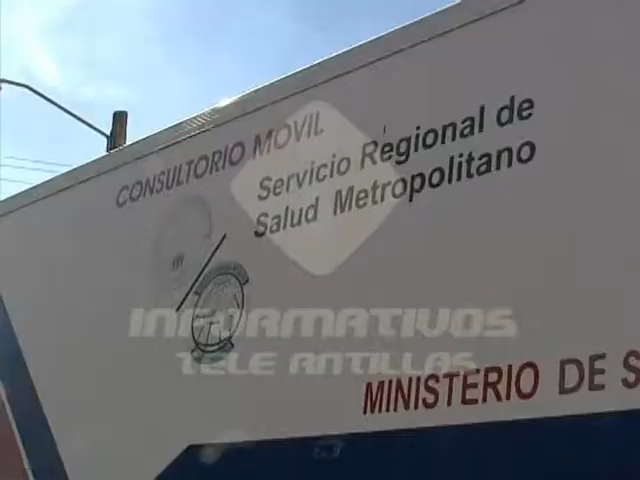 CONSULTORIO MOVIL
Servicio Regional de
Salud Metropolitano
INFORMATIVOS
TELE ANTILLAS
MINISTERIO DE S